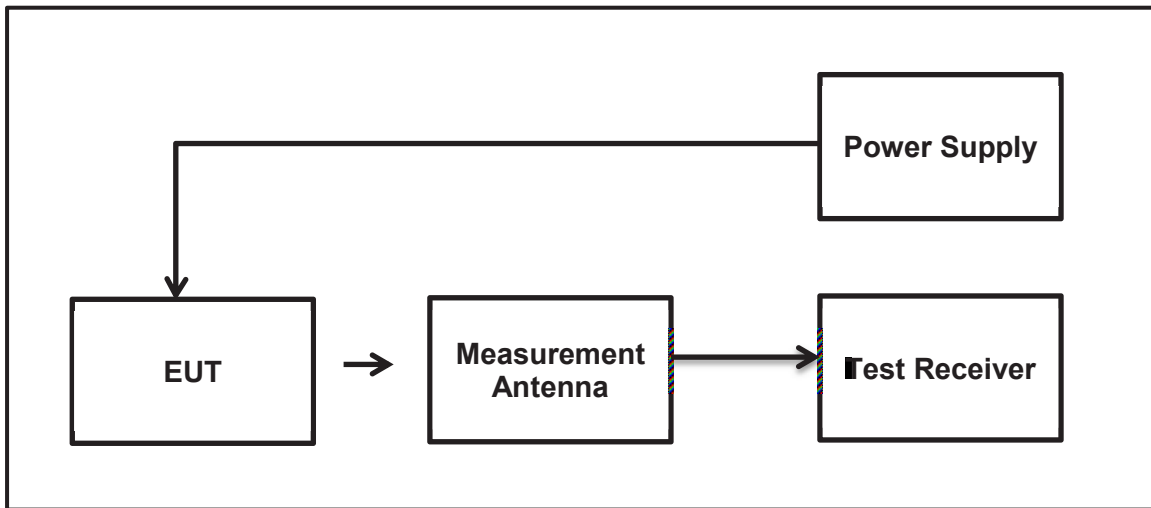 Power Supply
EUT
Measurement
Antenna
Test Receiver